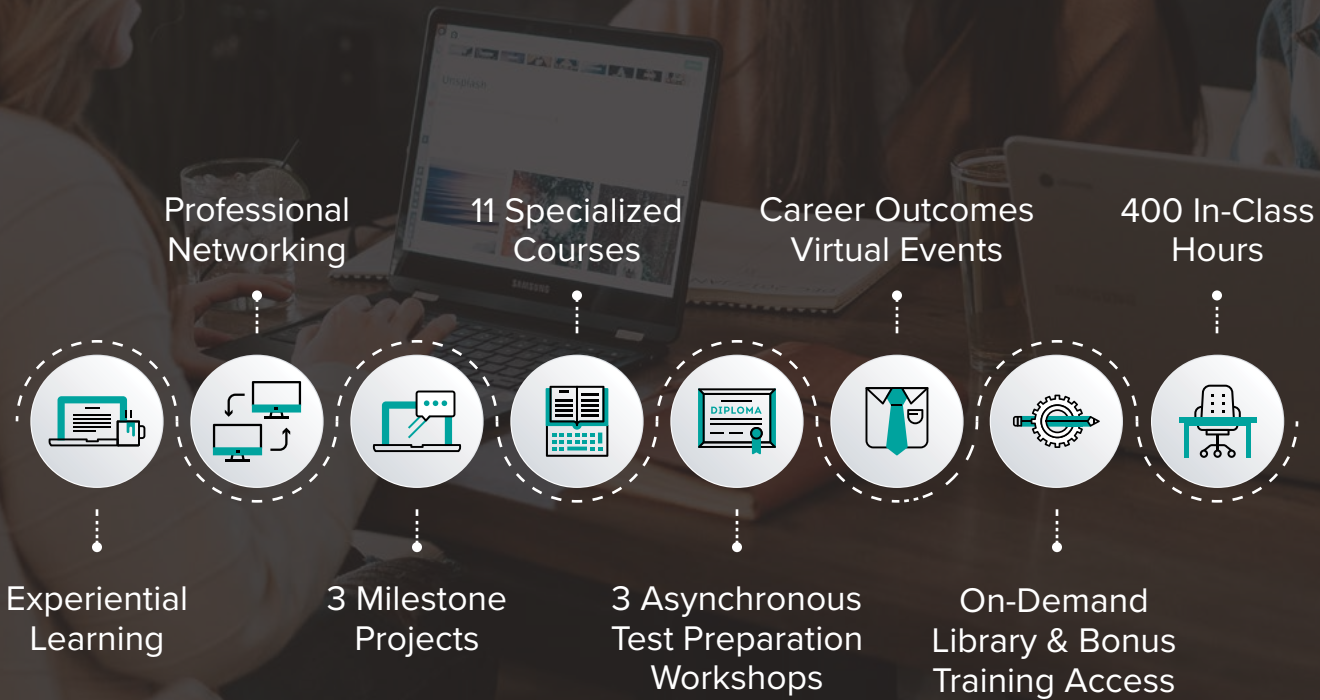 Professional
Networking
11 Specialized
Courses
Career Outcomes
Virtual Events
400 In-Class
Hours
Unsplash
SAMSUNG
DIPLOMA
Experiential
Learning
3 Milestone
Projects
3 Asynchronous
Test Preparation
Workshops
On-Demand
Library & Bonus
Training Access